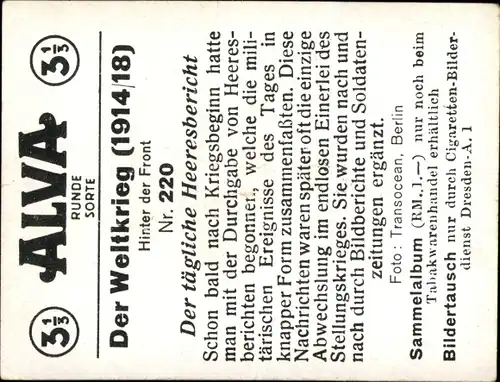 3⅓ ALVA 3⅓
RUNDE
SORTE
Der Weltkrieg (1914/18)
Hinter der Front
Nr. 220
Der tägliche Heeresbericht
Schon bald nach Kriegsbeginn hatte
man mit der Durchgabe von Heeres-
berichten begonnen, welche die mili-
tärischen Ereignisse des Tages in
knapper Form zusammenfaßten. Diese
Nachrichten waren später oft die einzige
Abwechslung im endlosen Einerlei des
Stellungskrieges. Sie wurden nach und
nach durch Bildberichte und Soldaten-
zeitungen ergänzt.
Foto: Transocean, Berlin
Sammelalbum (RM. 1.—) nur noch beim
Tabakwarenhandel erhältlich
Bildertausch nur durch Cigaretten-Bilder-
dienst Dresden-A. 1